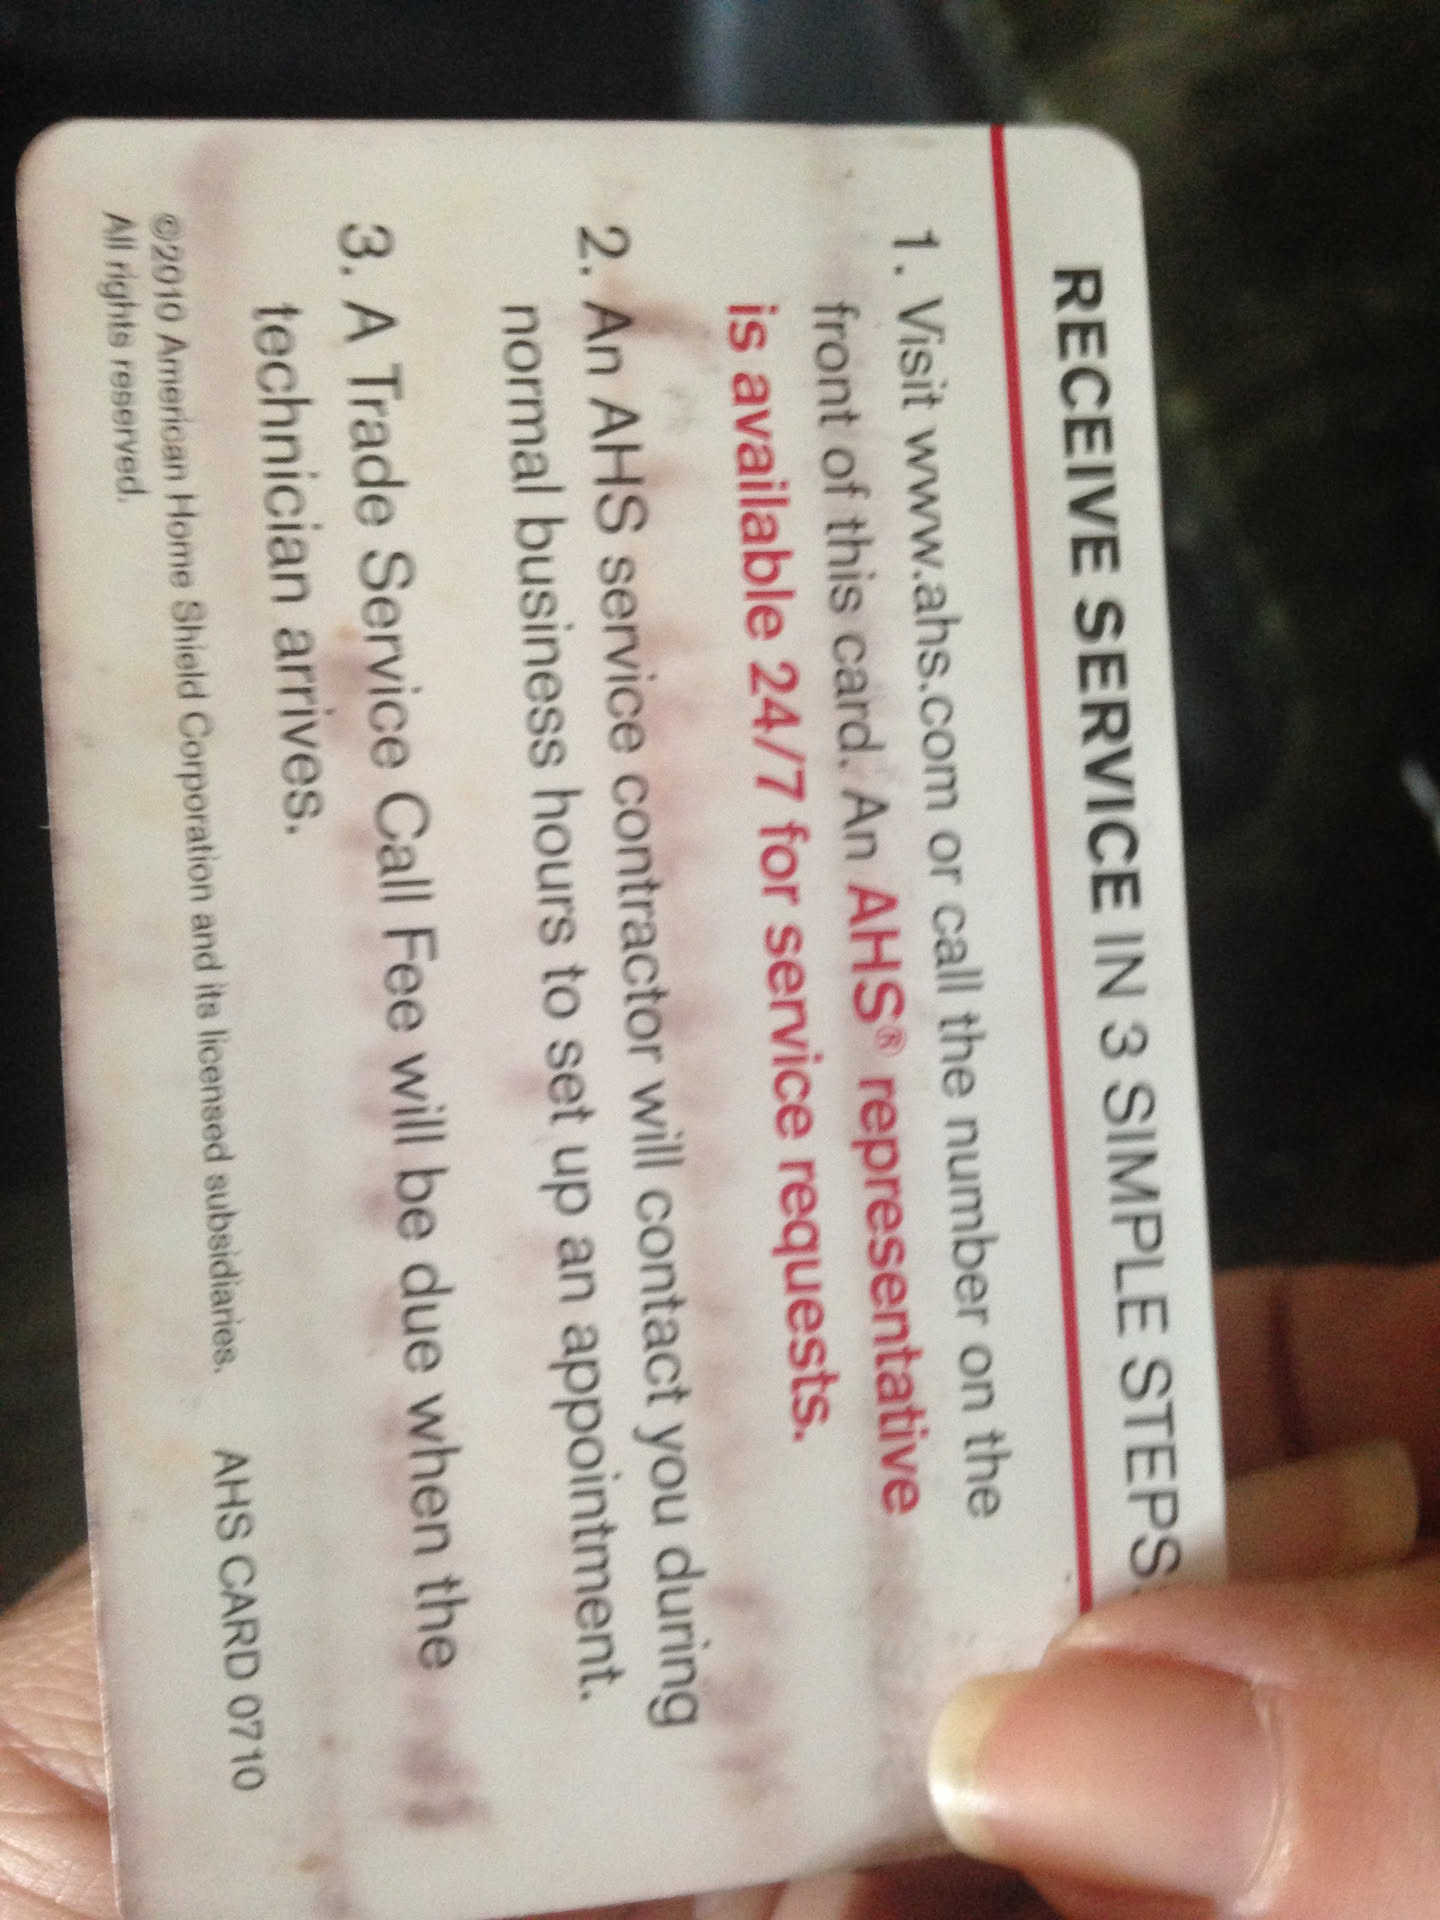 RECEIVE SERVICE IN 3 SIMPLE STEPS
1. Visit www.ahs.com or call the number on the
front of this card. An AHS® representative
is available 24/7 for service requests.
2. An AHS service contractor will contact you during
normal business hours to set up an appointment.
3. A Trade Service Call Fee will be due when the
technician arrives.
©2010 American Home Shield Corporation and its licensed subsidiaries.
All rights reserved.
AHS CARD 0710